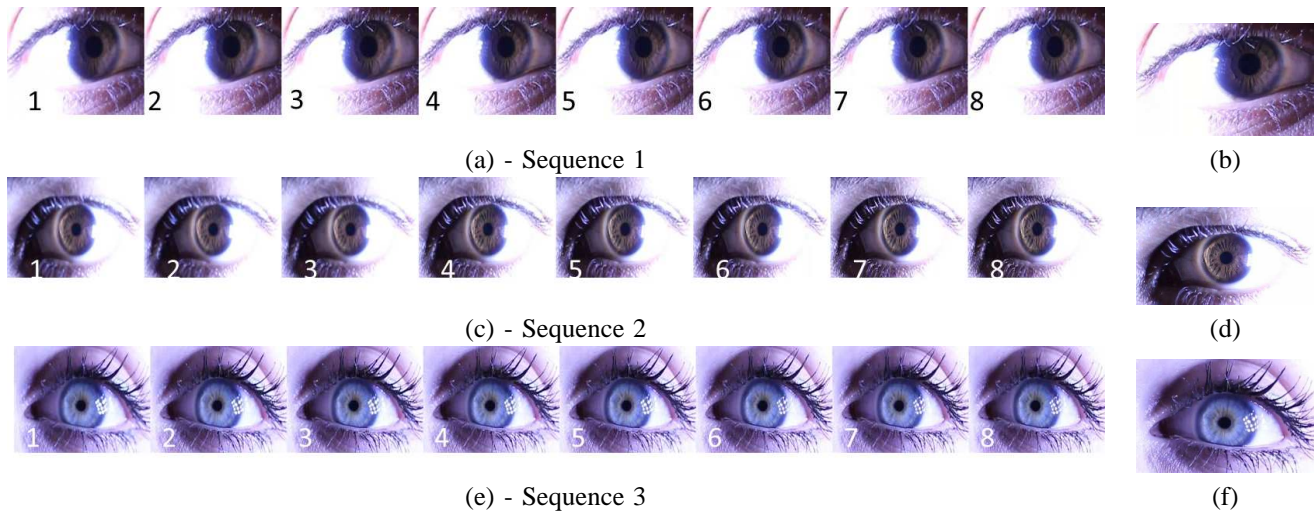 1 2 3 4 5 6 7 8
(a) - Sequence 1
(b)
1 2 3 4 5 6 7 8
(c) - Sequence 2
(d)
1 2 3 4 5 6 7 8
(e) - Sequence 3
(f)